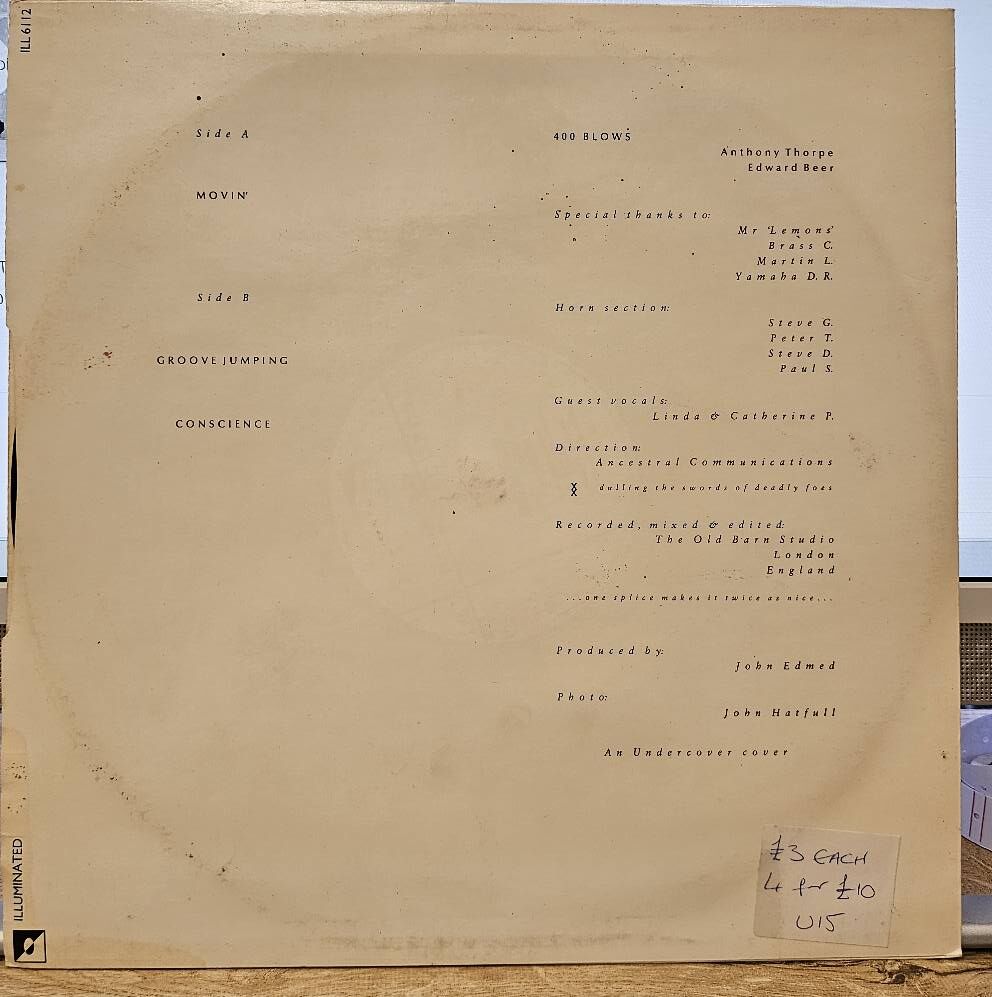 ILL 6112
Side A
MOVIN'
Side B
GROOVE JUMPING
CONSCIENCE
400 BLOWS
Anthony Thorpe
Edward Beer
Special thanks to:
Mr 'Lemons'
Brass C.
Martin L.
Yamaha D.R.
Horn section:
Steve G.
Peter T.
Steve D.
Paul S.
Guest vocals:
Linda & Catherine P.
Direction:
Ancestral Communications
dulling the swords of deadly foes
Recorded, mixed & edited:
The Old Barn Studio
London
England
...one splice makes it twice as nice...
Produced by:
John Edmed
Photo:
John Hatfull
An Undercover cover
ILLUMINATED
£3 EACH
4 for £10
U15